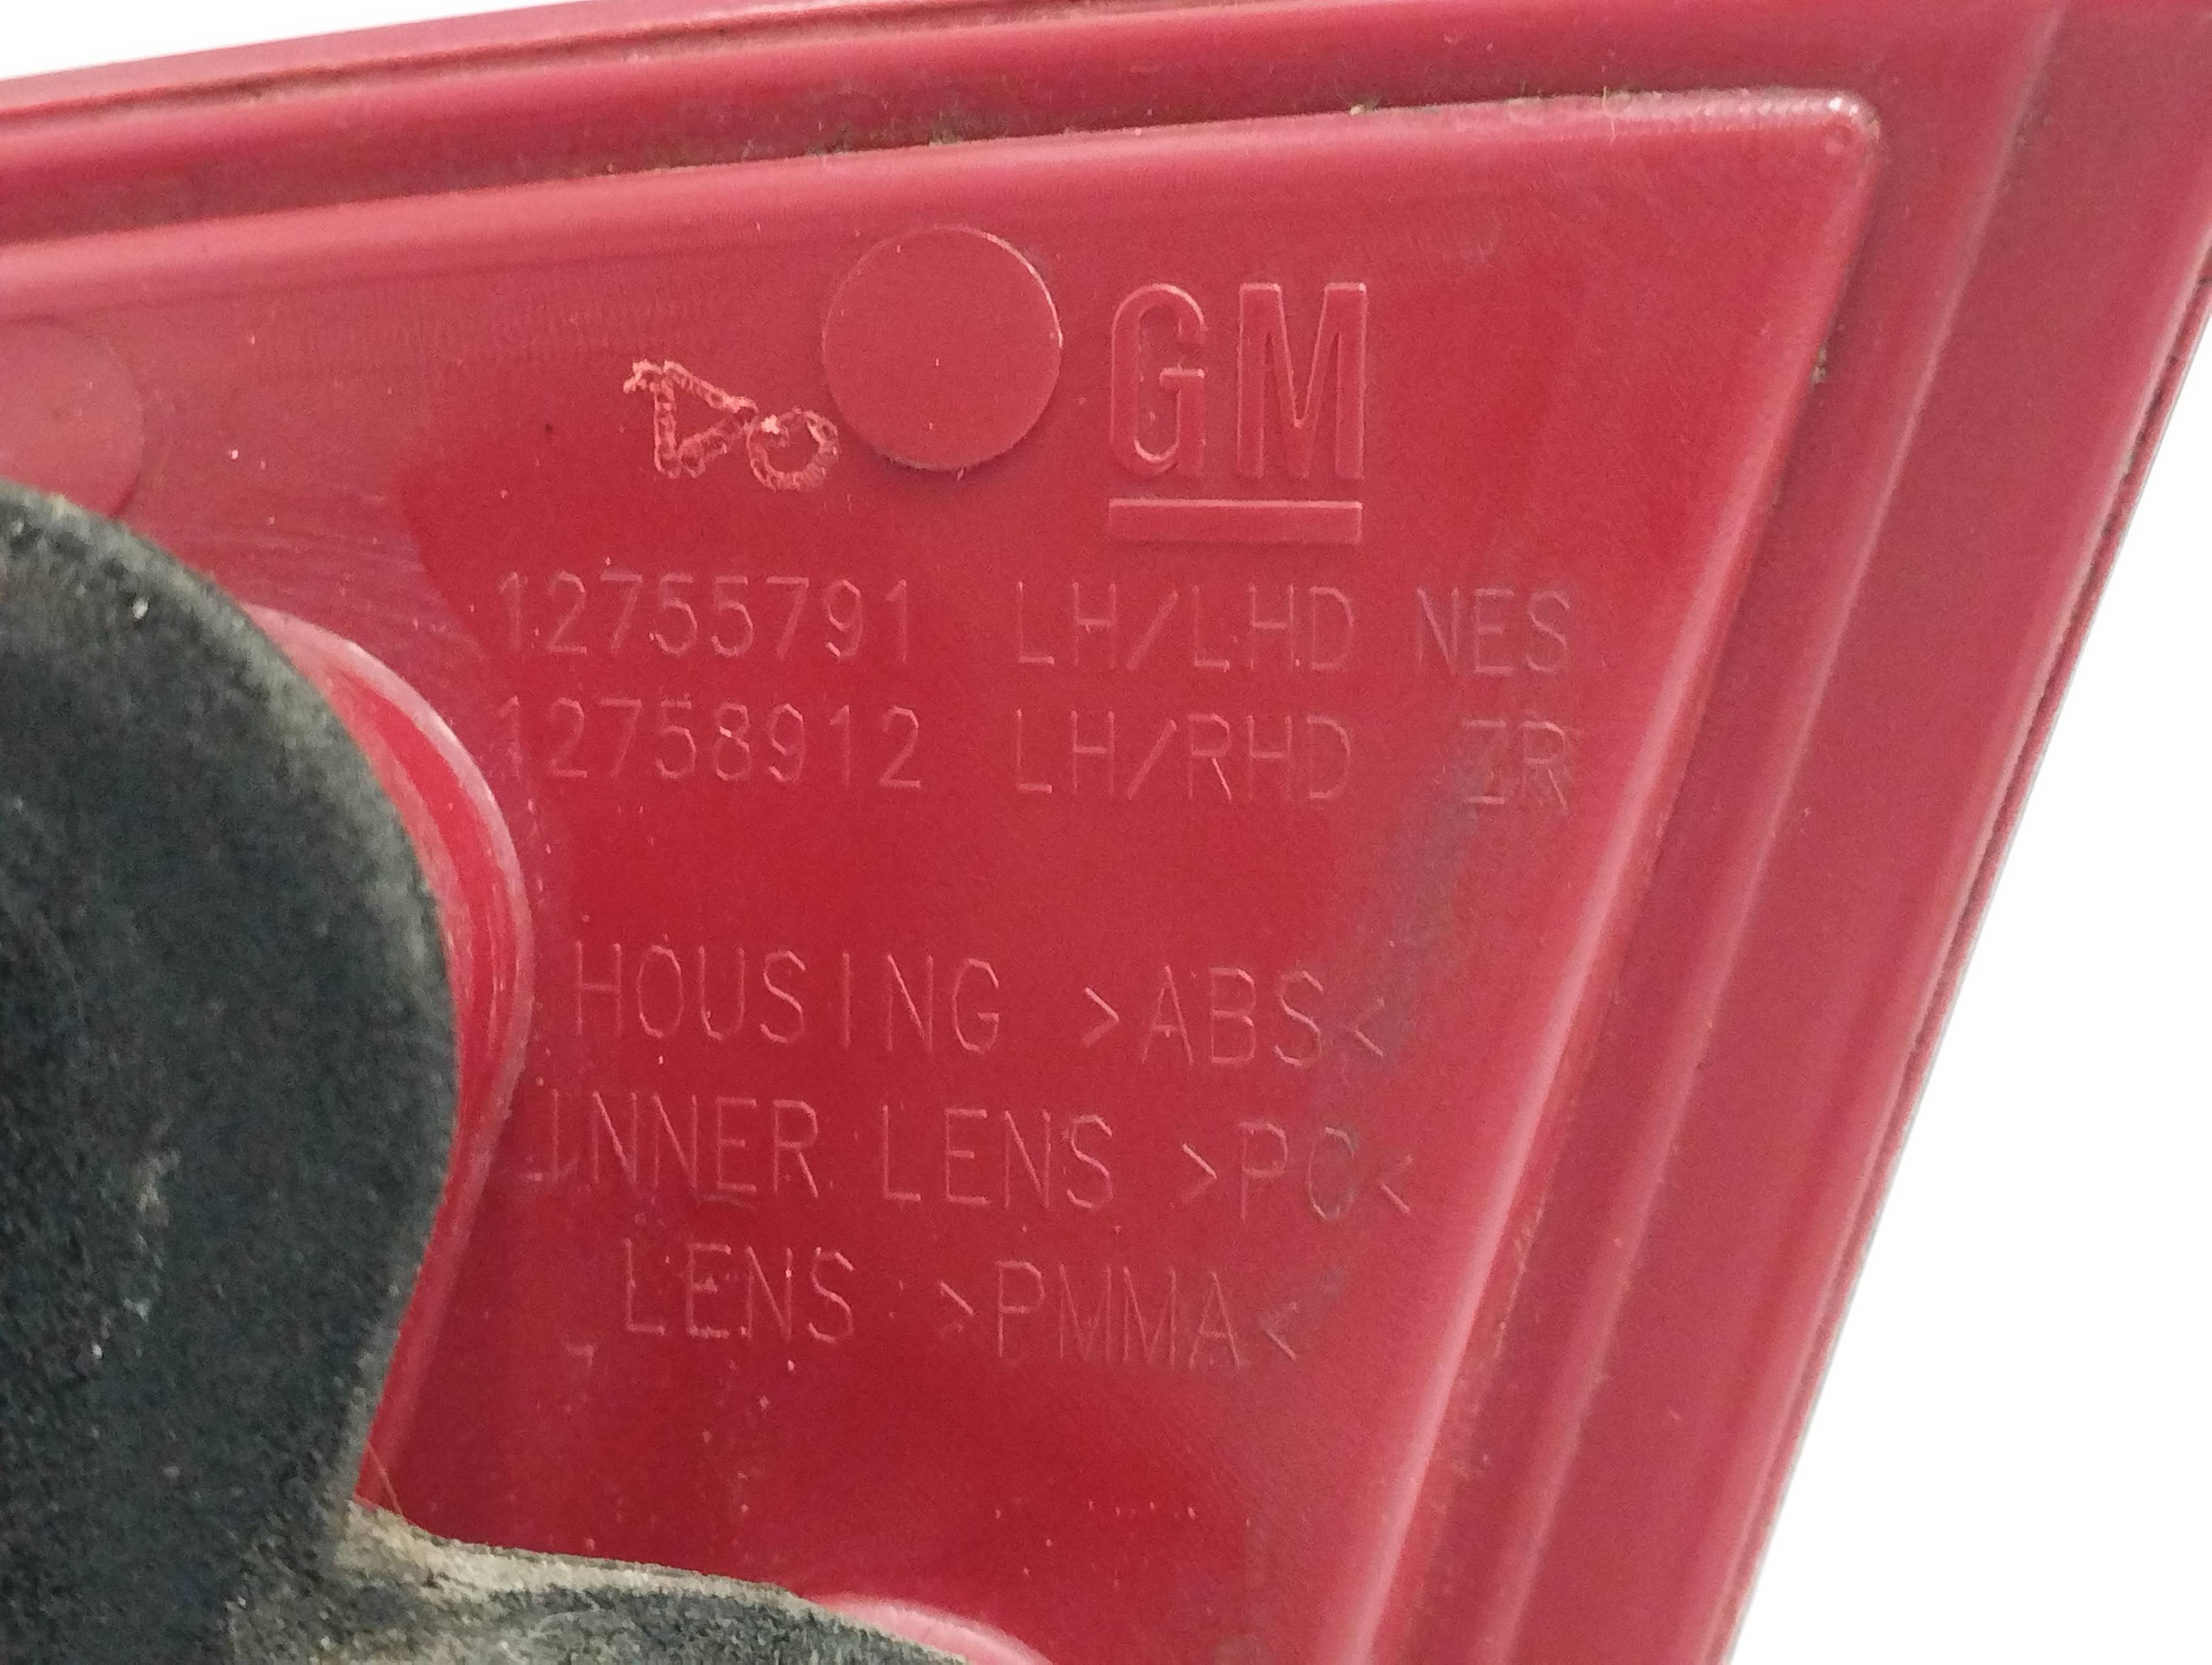 GM
12755791 LH/LHD NES
12758912 LH/RHD ZR
HOUSING >ABS<
INNER LENS >PC<
LENS >PMMA<